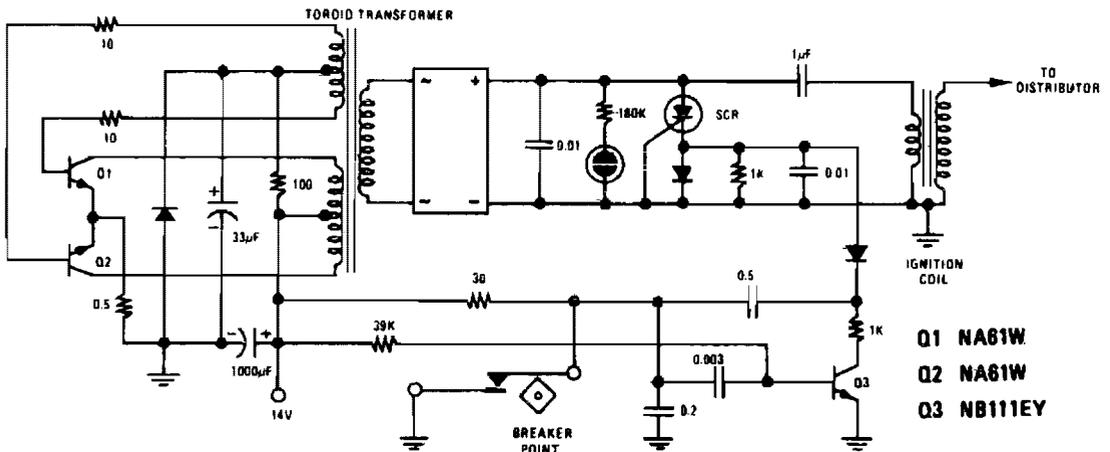 TOROID TRANSFORMER
10
10
Q1
Q2
0.5
33µF
+
-
100
~
~
+
-
0.01
180K
SCR
1K
0.01
1µF
TO
DISTRIBUTOR
IGNITION
COIL
30
0.5
39K
1000µF
-
+
14V
BREAKER
POINT
0.003
0.2
1K
Q3
Q1 NA61W
Q2 NA61W
Q3 NB111EY